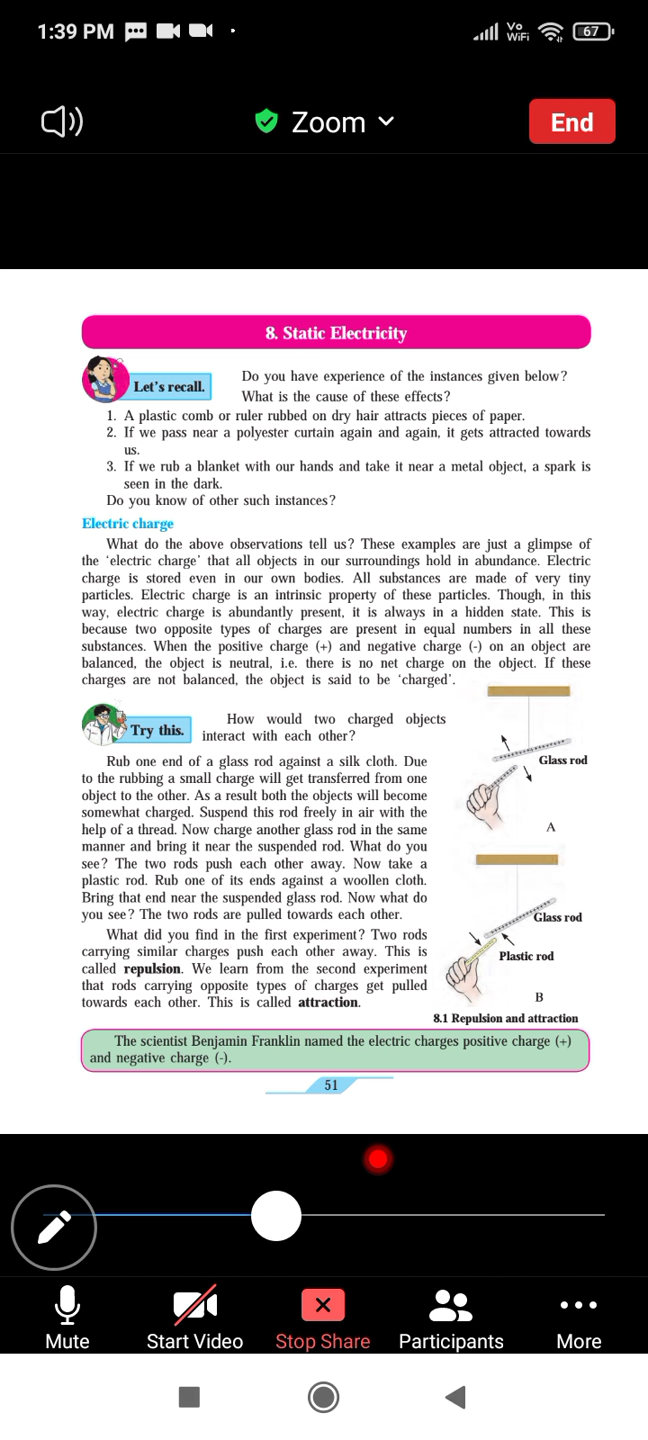 1:39 PM
Vo
WiFi
67
Zoom
End
8. Static Electricity
Let's recall.
Do you have experience of the instances given below?
What is the cause of these effects?
1. A plastic comb or ruler rubbed on dry hair attracts pieces of paper.
2. If we pass near a polyester curtain again and again, it gets attracted towards
us.
3. If we rub a blanket with our hands and take it near a metal object, a spark is
seen in the dark.
Do you know of other such instances?
Electric charge
What do the above observations tell us? These examples are just a glimpse of
the 'electric charge' that all objects in our surroundings hold in abundance. Electric
charge is stored even in our own bodies. All substances are made of very tiny
particles. Electric charge is an intrinsic property of these particles. Though, in this
way, electric charge is abundantly present, it is always in a hidden state. This is
because two opposite types of charges are present in equal numbers in all these
substances. When the positive charge (+) and negative charge (-) on an object are
balanced, the object is neutral, i.e. there is no net charge on the object. If these
charges are not balanced, the object is said to be 'charged'.
Try this.
How would two charged objects
interact with each other?
Rub one end of a glass rod against a silk cloth. Due
to the rubbing a small charge will get transferred from one
object to the other. As a result both the objects will become
somewhat charged. Suspend this rod freely in air with the
help of a thread. Now charge another glass rod in the same
manner and bring it near the suspended rod. What do you
see? The two rods push each other away. Now take a
plastic rod. Rub one of its ends against a woollen cloth.
Bring that end near the suspended glass rod. Now what do
you see? The two rods are pulled towards each other.
What did you find in the first experiment? Two rods
carrying similar charges push each other away. This is
called repulsion. We learn from the second experiment
that rods carrying opposite types of charges get pulled
towards each other. This is called attraction.
Glass rod
A
Glass rod
Plastic rod
B
8.1 Repulsion and attraction
The scientist Benjamin Franklin named the electric charges positive charge (+)
and negative charge (-).
51
Mute
Start Video
Stop Share
Participants
More